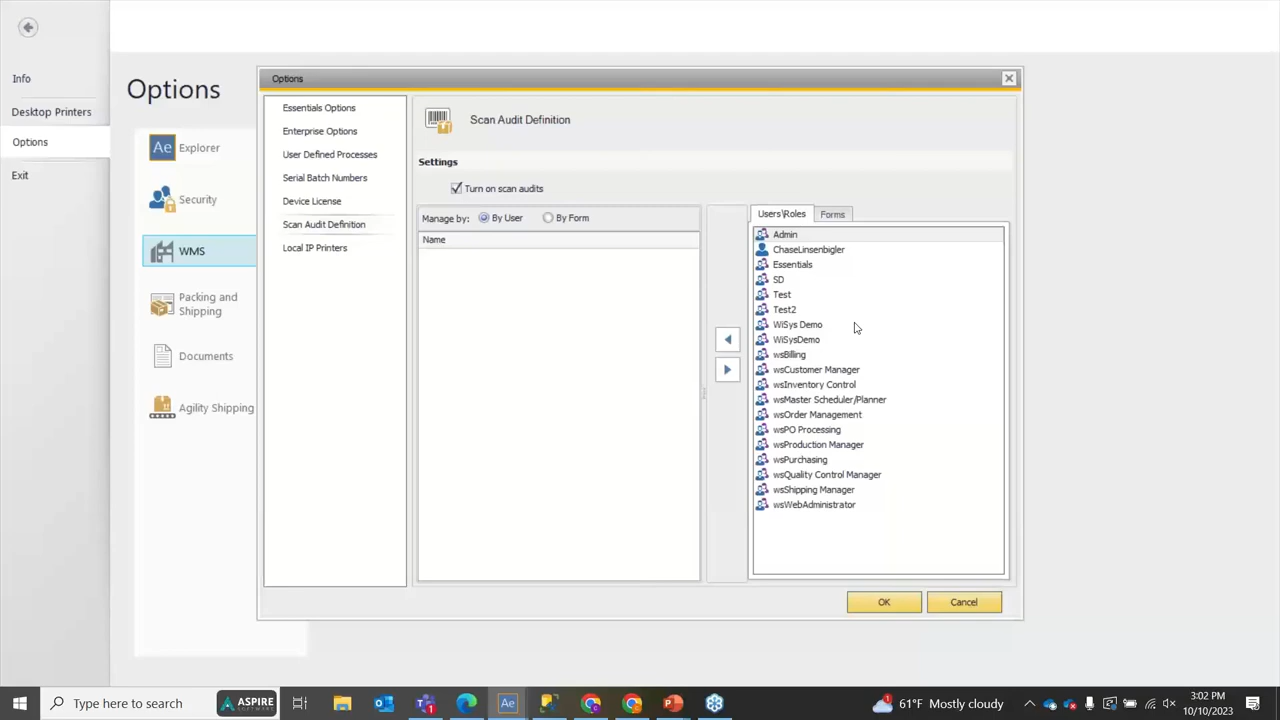 Info
Desktop Printers
Options
Exit
Options
Ae Explorer
Security
WMS
Packing and
Shipping
Documents
Agility Shipping
Options
Essentials Options
Enterprise Options
User Defined Processes
Serial Batch Numbers
Device License
Scan Audit Definition
Local IP Printers
Scan Audit Definition
Settings
Turn on scan audits
Manage by: By User By Form
Name
Users\Roles Forms
Admin
ChaseLinsenbigler
Essentials
SD
Test
Test2
WiSys Demo
WiSysDemo
wsBilling
wsCustomer Manager
wsInventory Control
wsMaster Scheduler/Planner
wsOrder Management
wsPO Processing
wsProduction Manager
wsPurchasing
wsQuality Control Manager
wsShipping Manager
wsWebAdministrator
OK Cancel
Type here to search
ASPIRE
Ae
1
61°F Mostly cloudy
3:02 PM
10/10/2023